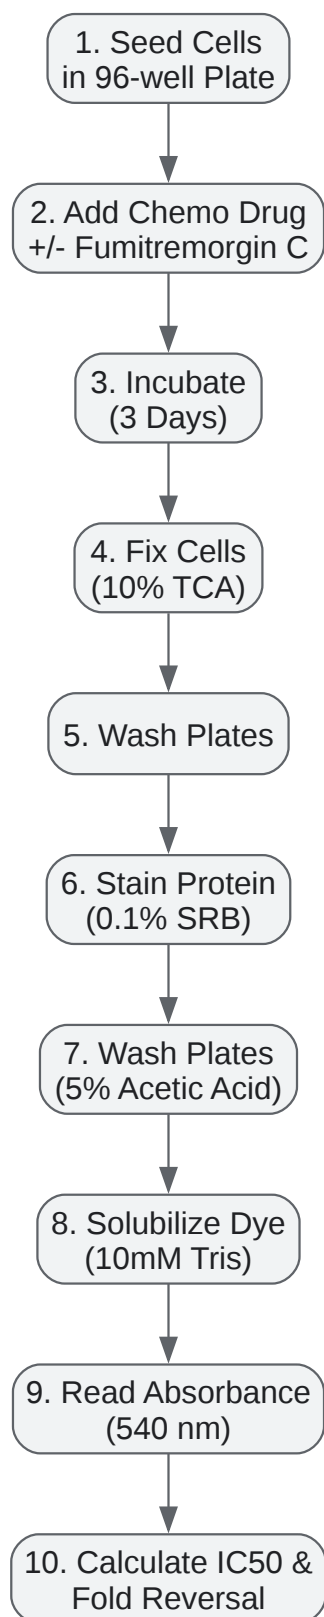 1. Seed Cells
in 96-well Plate
2. Add Chemo Drug
+/- Fumitremorgin C
3. Incubate
(3 Days)
4. Fix Cells
(10% TCA)
5. Wash Plates
6. Stain Protein
(0.1% SRB)
7. Wash Plates
(5% Acetic Acid)
8. Solubilize Dye
(10mM Tris)
9. Read Absorbance
(540 nm)
10. Calculate IC50 &
Fold Reversal